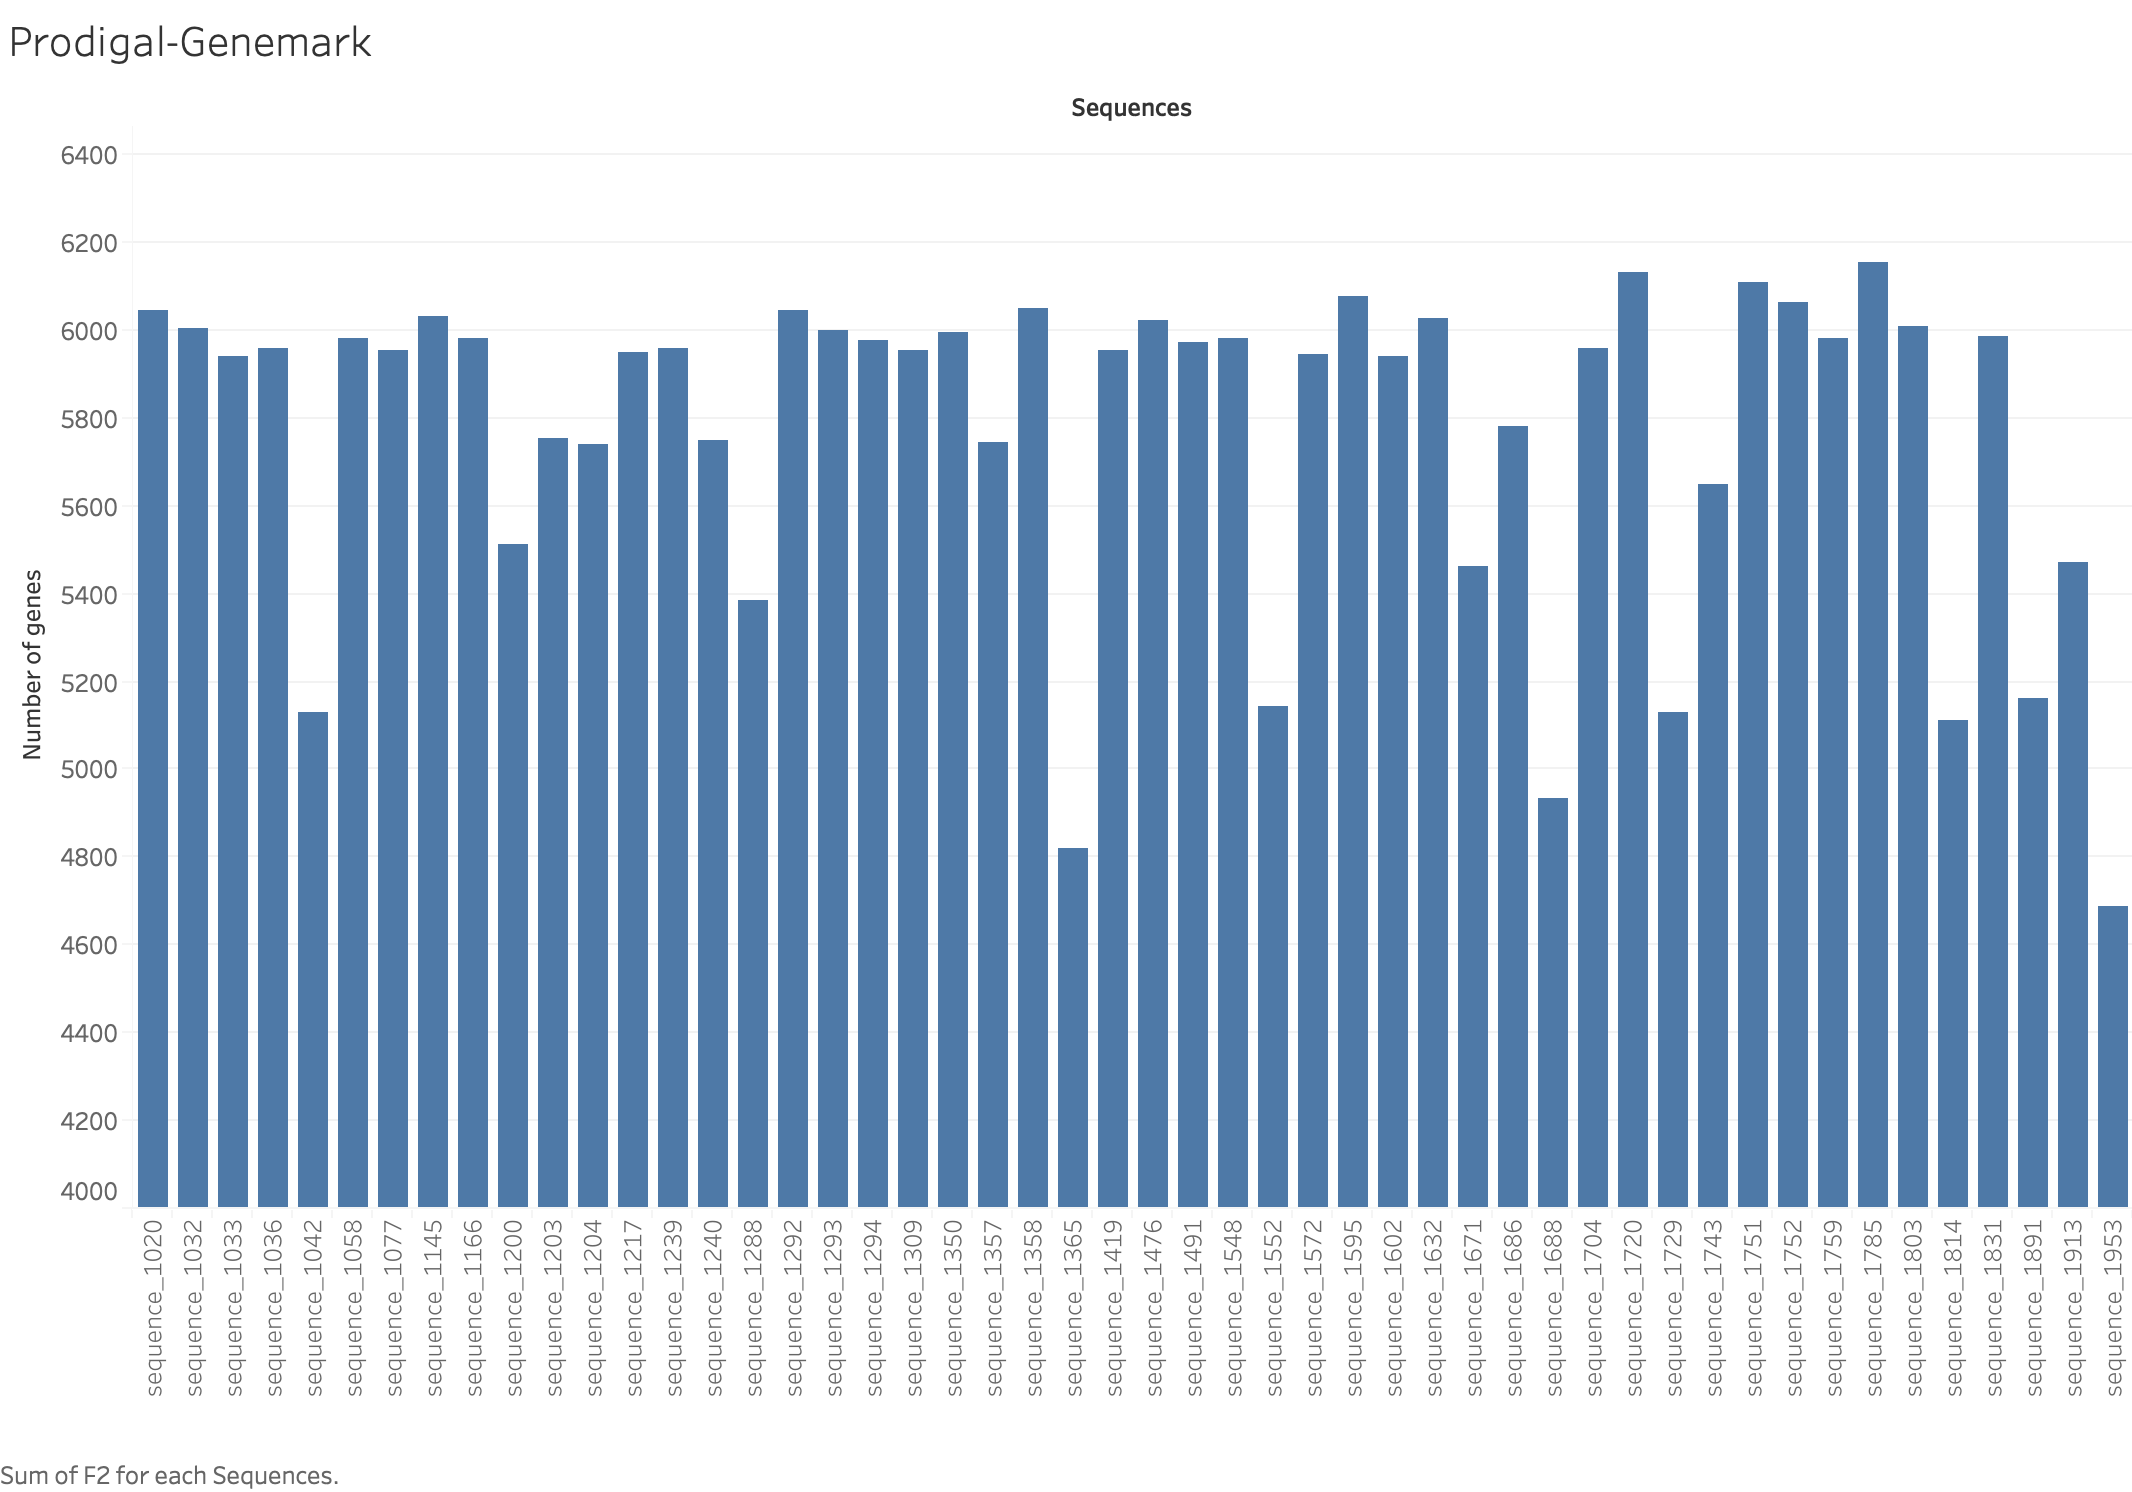 Prodigal-Genemark
Sequences
6400
6200
6000
5800
5600
5400
5200
5000
4800
4600
4400
4200
4000
Number of genes
sequence_1020
sequence_1032
sequence_1033
sequence_1036
sequence_1042
sequence_1058
sequence_1077
sequence_1145
sequence_1166
sequence_1200
sequence_1203
sequence_1204
sequence_1217
sequence_1239
sequence_1240
sequence_1288
sequence_1292
sequence_1293
sequence_1294
sequence_1309
sequence_1350
sequence_1357
sequence_1358
sequence_1365
sequence_1419
sequence_1476
sequence_1491
sequence_1548
sequence_1552
sequence_1572
sequence_1595
sequence_1602
sequence_1632
sequence_1671
sequence_1686
sequence_1688
sequence_1704
sequence_1720
sequence_1729
sequence_1743
sequence_1751
sequence_1752
sequence_1759
sequence_1785
sequence_1803
sequence_1814
sequence_1831
sequence_1891
sequence_1913
sequence_1953
Sum of F2 for each Sequences.